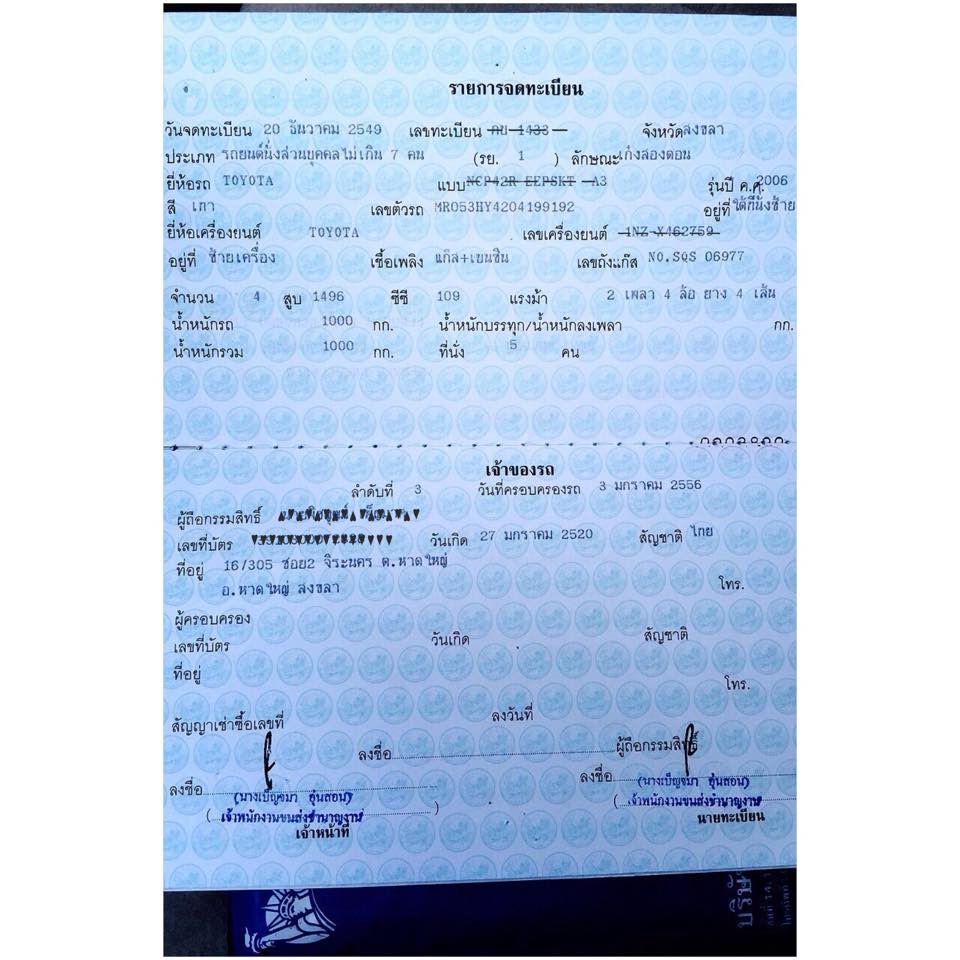 รายการจดทะเบียน
วันจดทะเบียน 20 ธันวาคม 2549 เลขทะเบียน กบ 1433 จังหวัด สงขลา
ประเภท รถยนต์นั่งส่วนบุคคลไม่เกิน 7 คน (รย. 1 ) ลักษณะ เก๋งสองตอน
ยี่ห้อรถ TOYOTA แบบ NCP42R-EEPSKT-A3 รุ่นปี ค.ศ. 2006
สี เทา เลขตัวรถ MR053HY4204199192 อยู่ที่ ใต้ที่นั่งซ้าย
ยี่ห้อเครื่องยนต์ TOYOTA เลขเครื่องยนต์ 1NZ-X462759
อยู่ที่ ซ้ายเครื่อง เชื้อเพลิง แก๊ส+เบนซิน เลขถังแก๊ส NO.SQS 06977
จำนวน 4 สูบ 1496 ซีซี 109 แรงม้า 2 เพลา 4 ล้อ ยาง 4 เส้น
น้ำหนักรถ 1000 กก. น้ำหนักบรรทุก/น้ำหนักลงเพลา กก.
น้ำหนักรวม 1000 กก. ที่นั่ง 5 คน
เจ้าของรถ
ลำดับที่ 3 วันที่ครอบครองรถ 3 มกราคม 2556
ผู้ถือกรรมสิทธิ์
เลขที่บัตร วันเกิด 27 มกราคม 2520 สัญชาติ ไทย
ที่อยู่ 16/305 ซอย2 จิระนคร ต.หาดใหญ่
อ.หาดใหญ่ สงขลา โทร.
ผู้ครอบครอง
เลขที่บัตร วันเกิด สัญชาติ
ที่อยู่
โทร.
สัญญาเช่าซื้อเลขที่ ลงวันที่
ลงชื่อ ผู้ถือกรรมสิทธิ์
ลงชื่อ ลงชื่อ
(นางเบ็ญจมา อุ่นสอน) (นางเบ็ญจมา อุ่นสอน)
( เจ้าพนักงานขนส่งชำนาญงาน ) ( เจ้าพนักงานขนส่งชำนาญงาน
เจ้าหน้าที่ นายทะเบียน